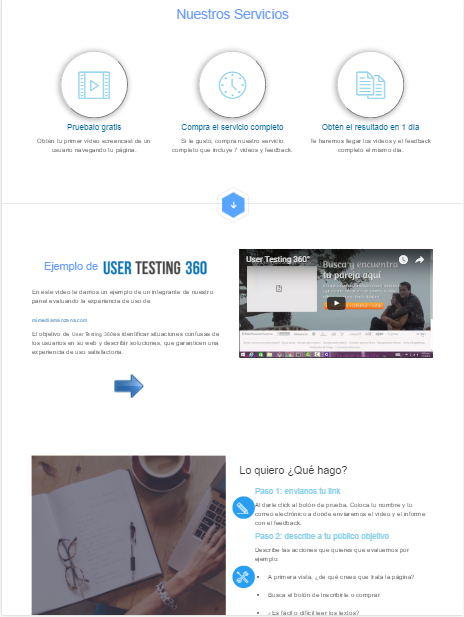 Nuestros Servicios
Pruebalo gratis
Compra el servicio completo
Obtén el resultado en 1 día
Obtén tu primer video screencast de un
usuario navegando tu página.
Si te gustó, compra nuestro servicio
completo que incluye 7 videos y feedback.
Te haremos llegar los videos y el feedback
completo el mismo día.
Ejemplo de USER TESTING 360
En este video te damos un ejemplo de un integrante de nuestro
panel evaluando la experiencia de uso de
El objetivo de User Testing 360 es identificar situaciones confusas de
los usuarios en su web y describir soluciones, que garanticen una
experiencia de uso satisfactoria.
User Testing 360°
Busca y encuentra
tu pareja aquí
Lo quiero ¿Qué hago?
Paso 1: envianos tu link
Al darle click al botón de prueba. Coloca tu nombre y tu
correo electrónico a donde enviaremos el video y el informe
con el feedback.
Paso 2: describe a tu público objetivo
Describe las acciones que quieras que evaluemos por
ejemplo:
• A primera vista, ¿de qué crees que trata la página?
• Busca el botón de inscribirte o comprar
• ¿Es fácil o difícil leer los textos?